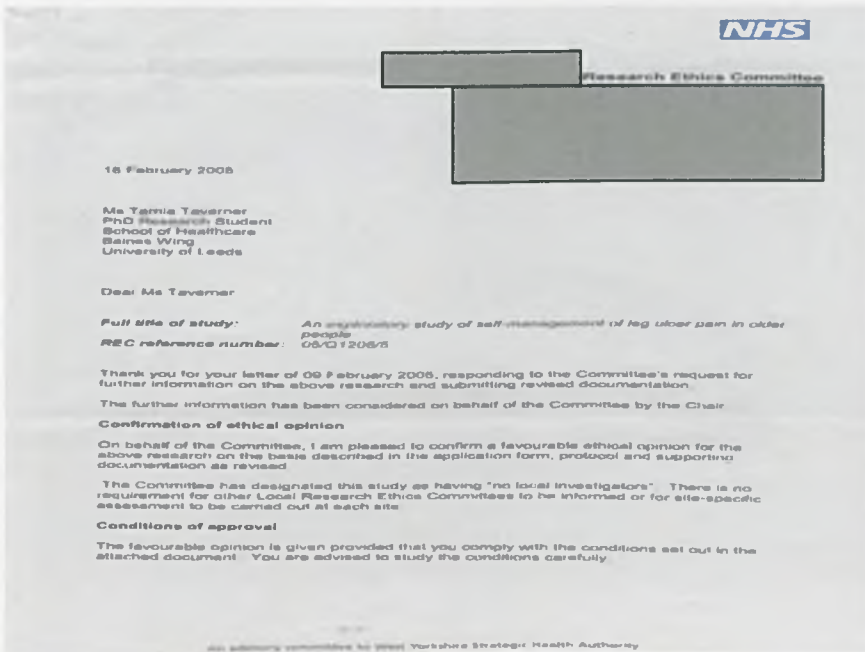 NHS
Research Ethics Committee
16 February 2006
Ms Tarnia Taverner
PhD Research Student
School of Healthcare
Baines Wing
University of Leeds
Dear Ms Taverner
Full title of study: An exploratory study of self management of leg ulcer pain in older
people
REC reference number: 06/Q1206/5
Thank you for your letter of 09 February 2006, responding to the Committee's request for
further information on the above research and submitting revised documentation
The further information has been considered on behalf of the Committee by the Chair
Confirmation of ethical opinion
On behalf of the Committee, I am pleased to confirm a favourable ethical opinion for the
above research on the basis described in the application form, protocol and supporting
documentation as revised
The Committee has designated this study as having "no local investigators". There is no
requirement for other Local Research Ethics Committees to be informed or for site-specific
assessment to be carried out at each site
Conditions of approval
The favourable opinion is given provided that you comply with the conditions set out in the
attached document. You are advised to study the conditions carefully
An advisory committee to West Yorkshire Strategic Health Authority